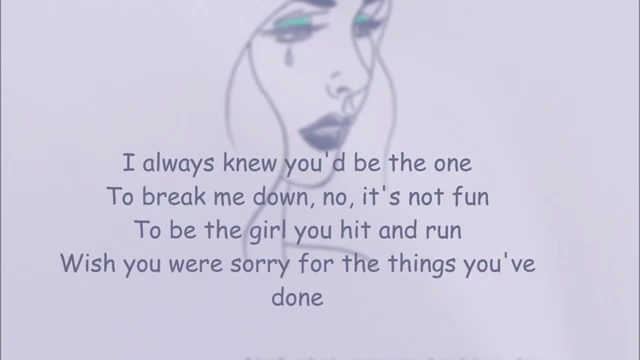 I always knew you'd be the one
To break me down, no, it's not fun
To be the girl you hit and run
Wish you were sorry for the things you've
done